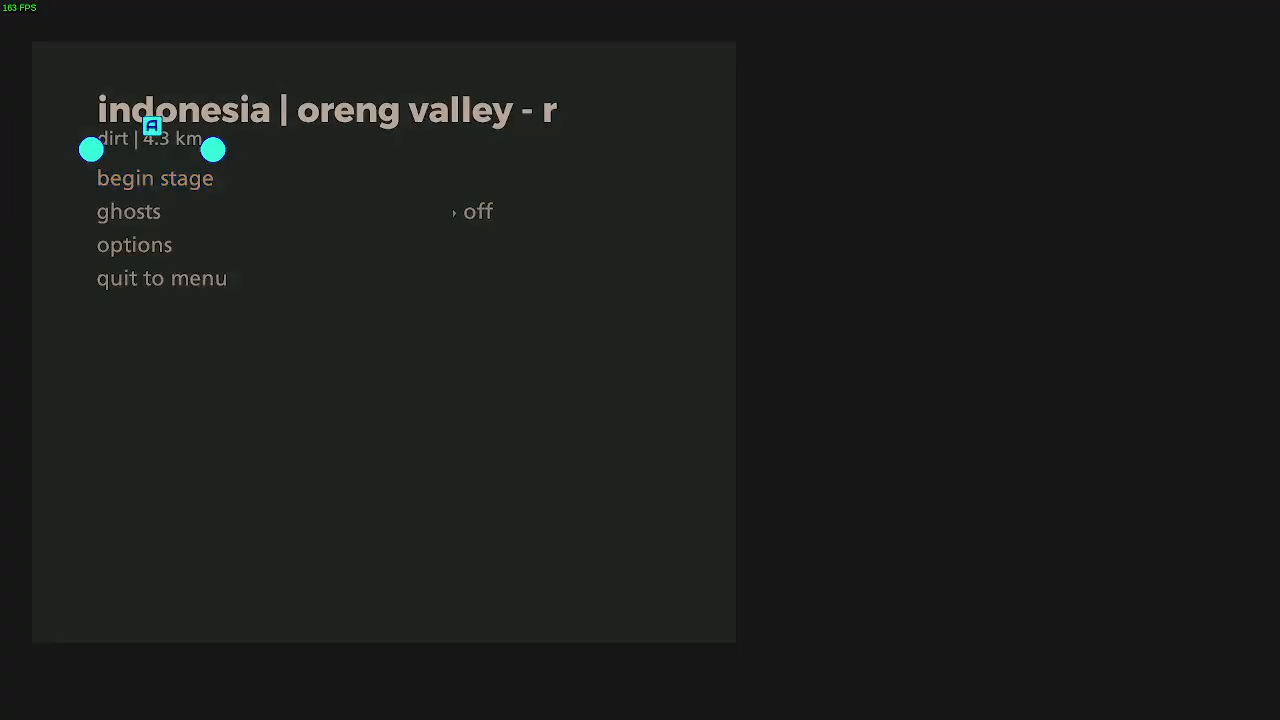 163 FPS
indonesia | oreng valley - r
A
dirt | 4.3 km
begin stage
ghosts › off
options
quit to menu